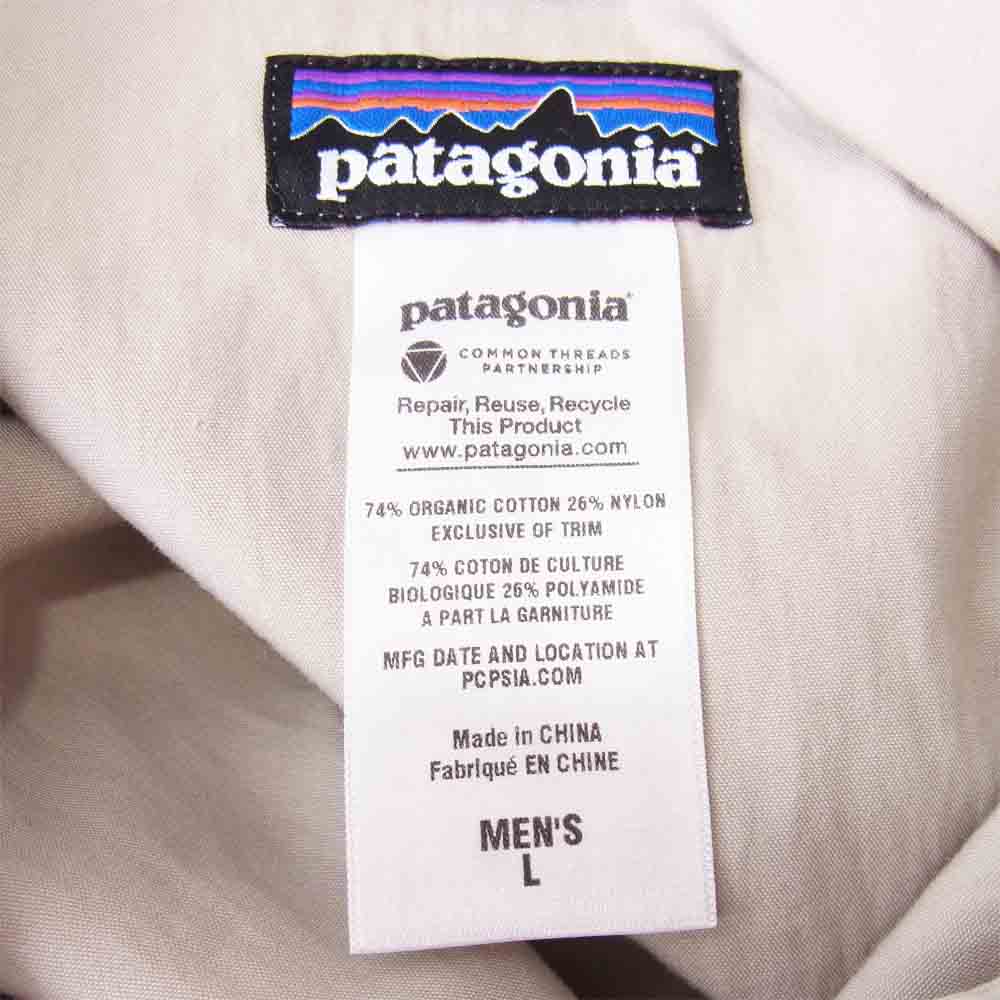 patagonia®
patagonia®
COMMON THREADS
PARTNERSHIP
Repair, Reuse, Recycle
This Product
www.patagonia.com
74% ORGANIC COTTON 26% NYLON
EXCLUSIVE OF TRIM
74% COTON DE CULTURE
BIOLOGIQUE 26% POLYAMIDE
A PART LA GARNITURE
MFG DATE AND LOCATION AT
PCPSIA.COM
Made in CHINA
Fabriqué EN CHINE
MEN'S
L